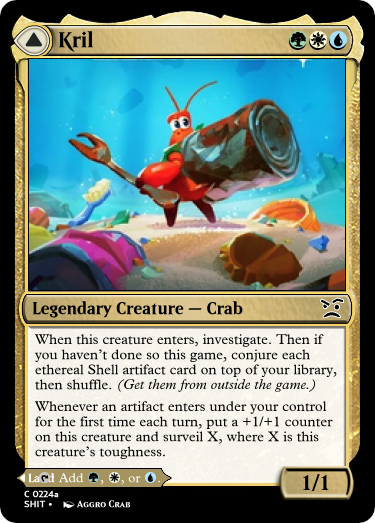 Kril
Legendary Creature — Crab
When this creature enters, investigate. Then if
you haven't done so this game, conjure each
ethereal Shell artifact card on top of your library,
then shuffle. (Get them from outside the game.)
Whenever an artifact enters under your control
for the first time each turn, put a +1/+1 counter
on this creature and surveil X, where X is this
creature's toughness.
Land Add , , or .
1/1
C 0224a
SHIT • Aggro Crab